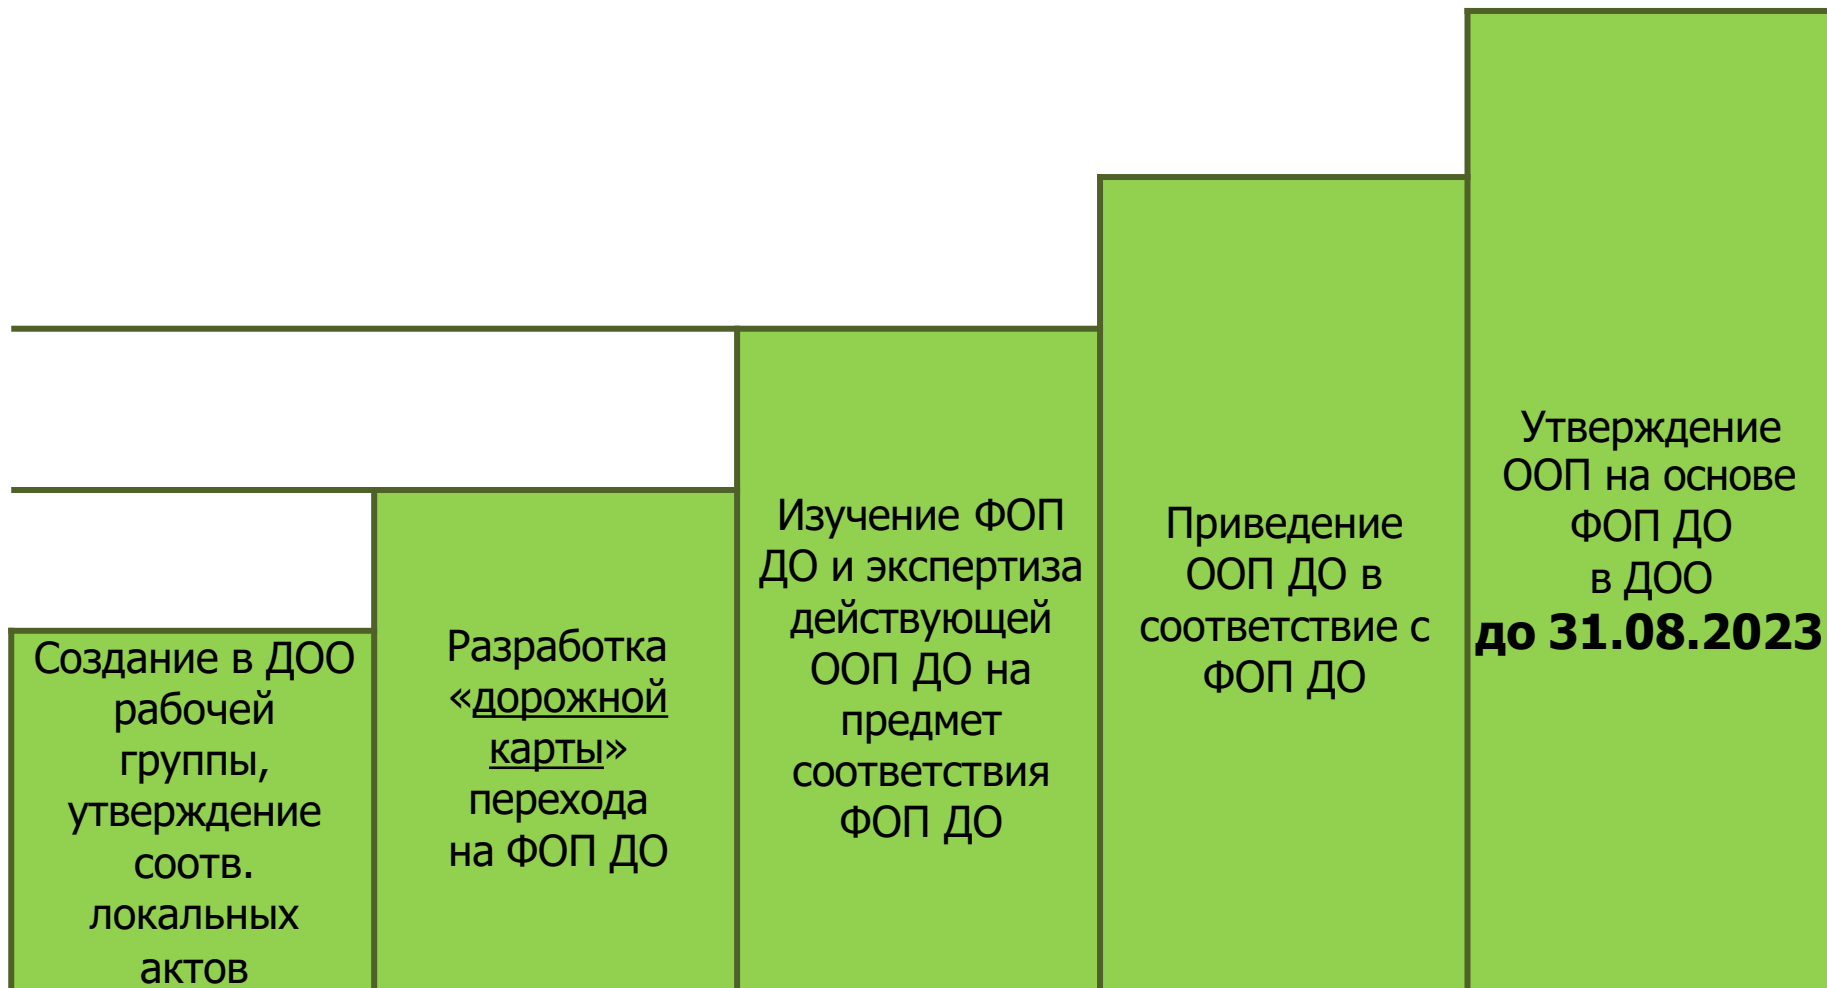 Создание в ДОО
рабочей
группы,
утверждение
соотв.
локальных
актов
Разработка
«дорожной
карты»
перехода
на ФОП ДО
Изучение ФОП
ДО и экспертиза
действующей
ООП ДО на
предмет
соответствия
ФОП ДО
Приведение
ООП ДО в
соответствие с
ФОП ДО
Утверждение
ООП на основе
ФОП ДО
в ДОО
до 31.08.2023